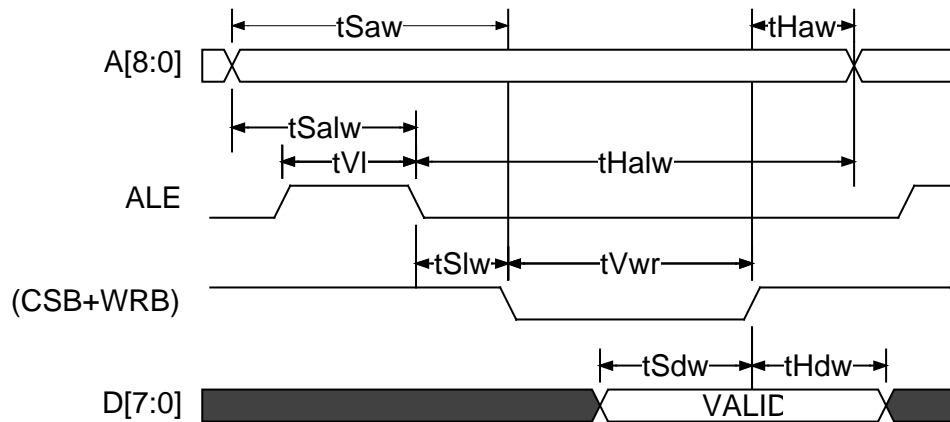 tSaw
tHaw
A[8:0]
tSalw
tVl
tHalw
ALE
tSlw
tVwr
(CSB+WRB)
tSdw
tHdw
D[7:0]
VALID